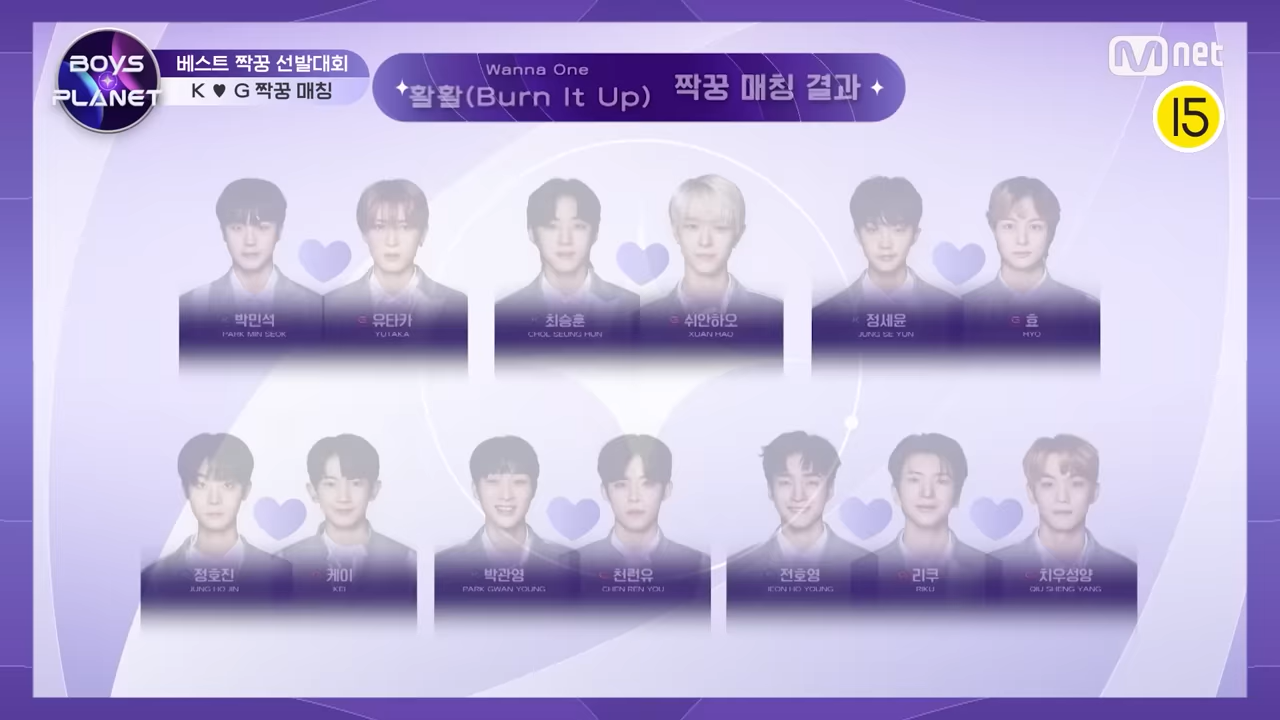 BOYS
PLANET
베스트 짝꿍 선발대회
K ♥ G 짝꿍 매칭
Wanna One
활활(Burn It Up) 짝꿍 매칭 결과
Mnet
15
박민석
PARK MIN SEOK
유타카
YUTAKA
최승훈
CHOI SEUNG HUN
쉬안하오
XUAN HAO
정세윤
JUNG SE YUN
효
HYO
정호진
JUNG HO JIN
케이
KEI
박관영
PARK GWAN YOUNG
천런유
CHEN REN YOU
전호영
JEON HO YOUNG
리쿠
RIKU
치우성양
QIU SHENG YANG